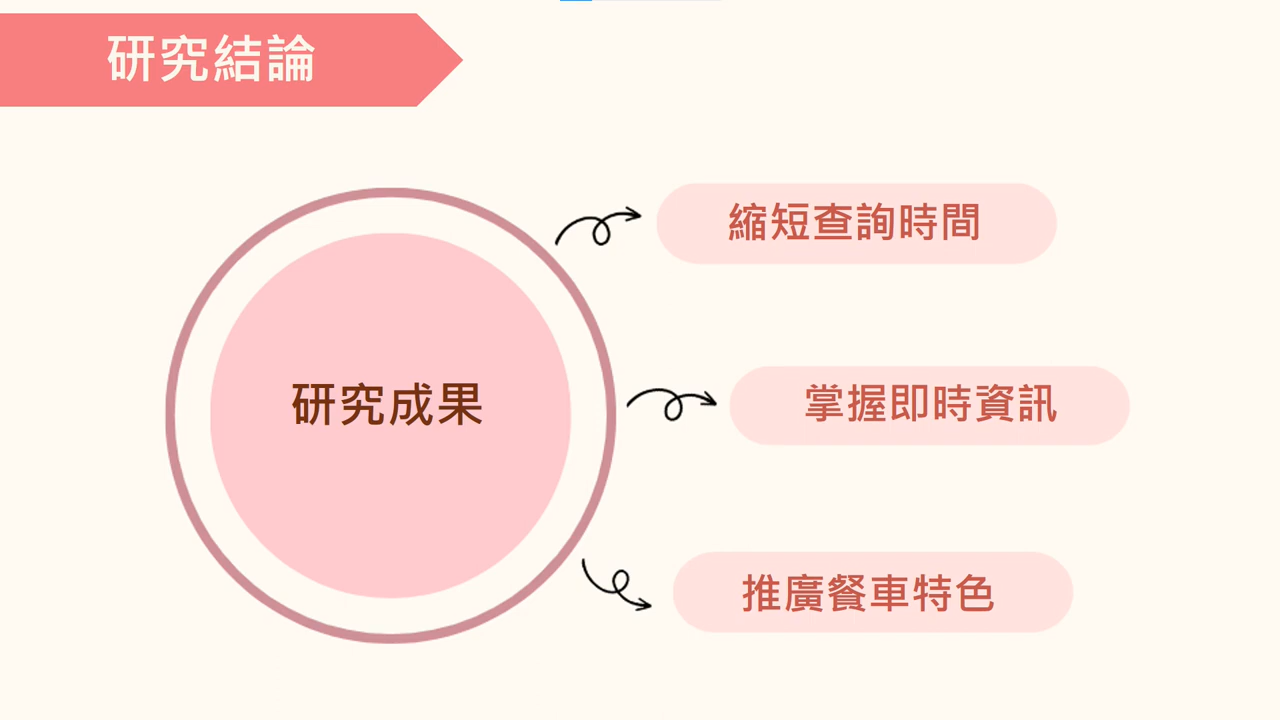 研究結論
縮短查詢時間
研究成果
掌握即時資訊
推廣餐車特色